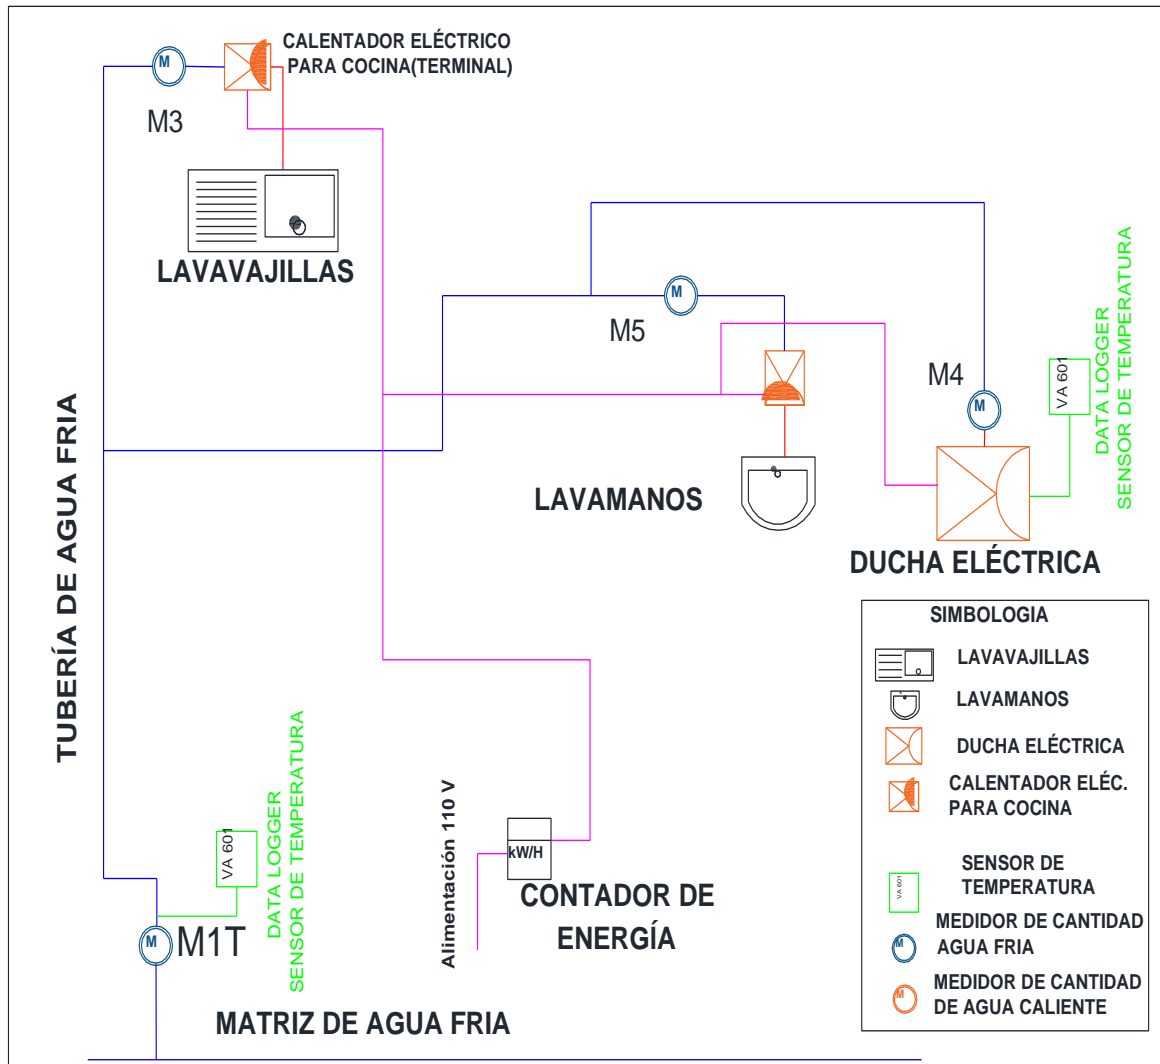 CALENTADOR ELÉCTRICO
PARA COCINA(TERMINAL)
M
M3
LAVAVAJILLAS
M
M5
M4
M
VA 601
DATA LOGGER
SENSOR DE TEMPERATURA
LAVAMANOS
DUCHA ELÉCTRICA
TUBERÍA DE AGUA FRIA
VA 601
DATA LOGGER
SENSOR DE TEMPERATURA
M
M1T
MATRIZ DE AGUA FRIA
Alimentación 110 V
kW/H
CONTADOR DE
ENERGÍA
SIMBOLOGIA
LAVAVAJILLAS
LAVAMANOS
DUCHA ELÉCTRICA
CALENTADOR ELÉC.
PARA COCINA
VA 601
SENSOR DE
TEMPERATURA
M
MEDIDOR DE CANTIDAD
AGUA FRIA
M
MEDIDOR DE CANTIDAD
DE AGUA CALIENTE